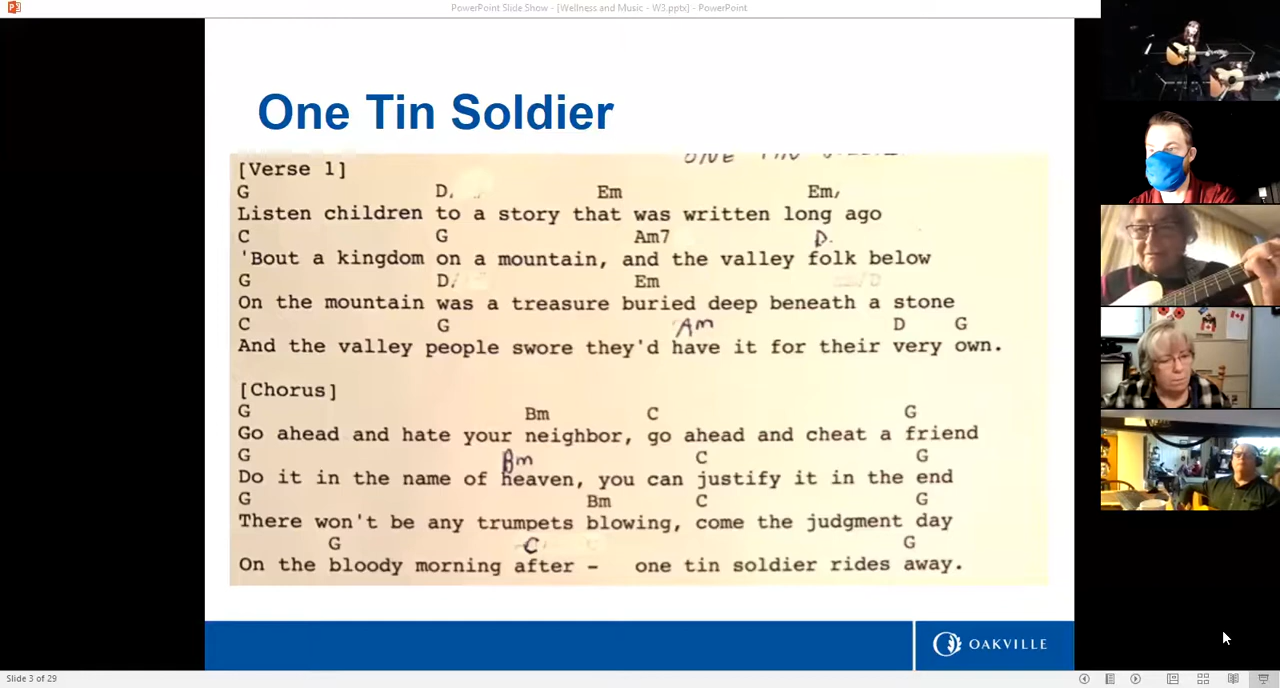 PowerPoint Slide Show - [Wellness and Music - W3.pptx] - PowerPoint
One Tin Soldier
[Verse 1]
G D, Em Em,
Listen children to a story that was written long ago
C G Am7 D.
'Bout a kingdom on a mountain, and the valley folk below
G D, Em
On the mountain was a treasure buried deep beneath a stone
C G Am D G
And the valley people swore they'd have it for their very own.
[Chorus]
G Bm C G
Go ahead and hate your neighbor, go ahead and cheat a friend
G Bm C G
Do it in the name of heaven, you can justify it in the end
G Bm C G
There won't be any trumpets blowing, come the judgment day
G C G
On the bloody morning after - one tin soldier rides away.
OAKVILLE
Slide 3 of 29